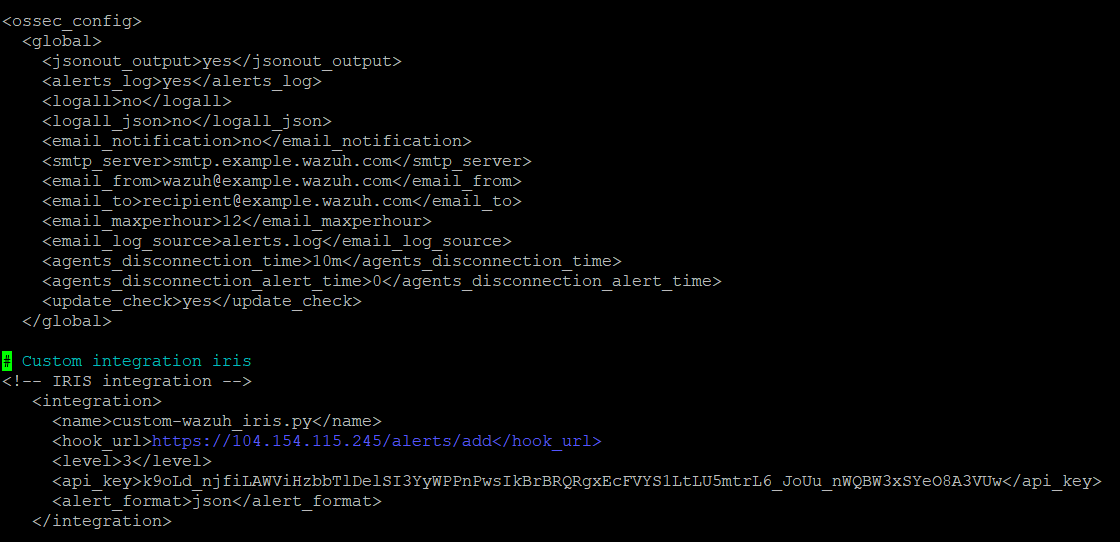 <ossec_config>
<global>
<jsonout_output>yes</jsonout_output>
<alerts_log>yes</alerts_log>
<logall>no</logall>
<logall_json>no</logall_json>
<email_notification>no</email_notification>
<smtp_server>smtp.example.wazuh.com</smtp_server>
<email_from>wazuh@example.wazuh.com</email_from>
<email_to>recipient@example.wazuh.com</email_to>
<email_maxperhour>12</email_maxperhour>
<email_log_source>alerts.log</email_log_source>
<agents_disconnection_time>10m</agents_disconnection_time>
<agents_disconnection_alert_time>0</agents_disconnection_alert_time>
<update_check>yes</update_check>
</global>
# Custom integration iris
<!-- IRIS integration -->
<integration>
<name>custom-wazuh_iris.py</name>
<hook_url>https://104.154.115.245/alerts/add</hook_url>
<level>3</level>
<api_key>k9oLd_njfiLAWViHzbbTlDelSI3YyWPPnPwsIkBrBRQRgxEcFVYS1LtLU5mtrL6_JoUu_nWQBW3xSYeO8A3VUw</api_key>
<alert_format>json</alert_format>
</integration>